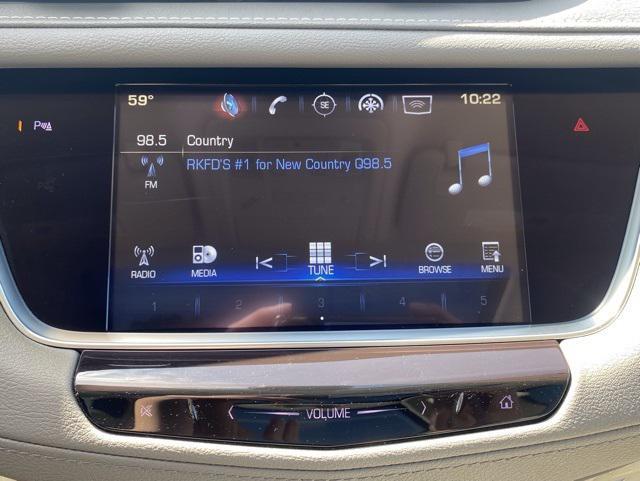 59°
SE
10:22
P
98.5 Country
RKFD'S #1 for New Country Q98.5
FM
RADIO MEDIA TUNE BROWSE MENU
1 2 3 4 5
VOLUME